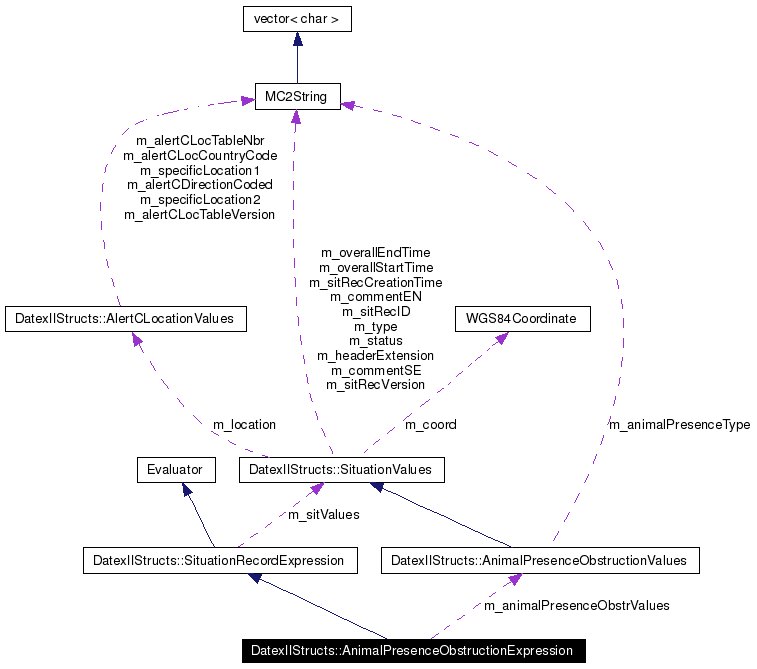 vector< char >
MC2String
m_alertCLocTableNbr
m_alertCLocCountryCode
m_specificLocation1
m_alertCDirectionCoded
m_specificLocation2
m_alertCLocTableVersion
m_overallEndTime
m_overallStartTime
m_sitRecCreationTime
m_commentEN
m_sitRecID
m_type
m_status
m_headerExtension
m_commentSE
m_sitRecVersion
DatexIIStructs::AlertCLocationValues
WGS84Coordinate
m_location
m_coord
m_animalPresenceType
Evaluator
DatexIIStructs::SituationValues
m_sitValues
DatexIIStructs::SituationRecordExpression
DatexIIStructs::AnimalPresenceObstructionValues
m_animalPresenceObstrValues
DatexIIStructs::AnimalPresenceObstructionExpression